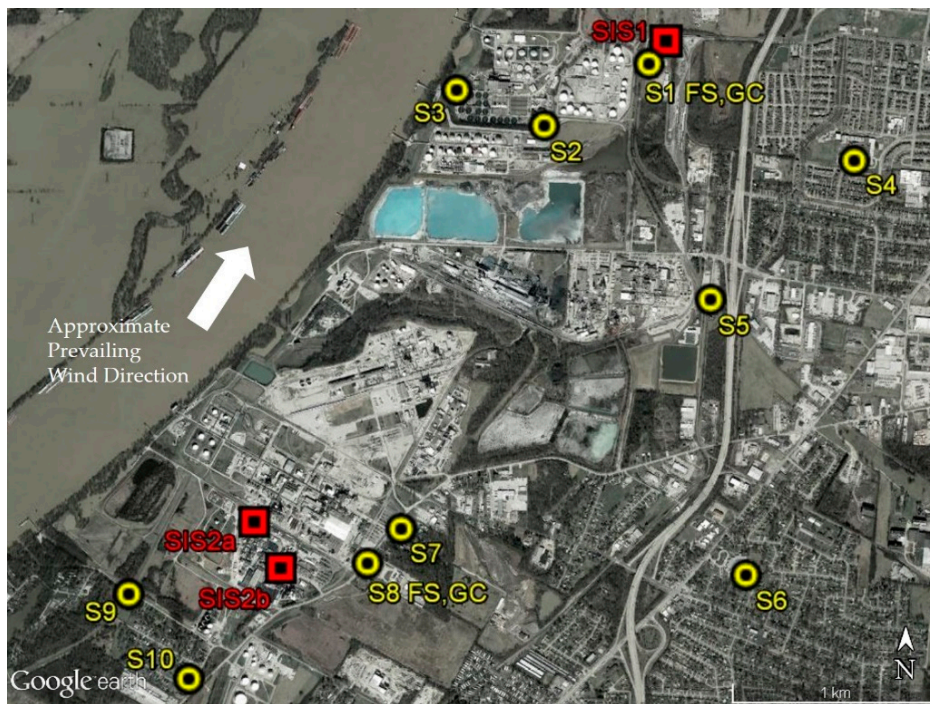 SIS1
S1 FS,GC
S3
S2
S4
Approximate
Prevailing
Wind Direction
S5
SIS2a
S7
SIS2b
S8 FS,GC
S6
S9
S10
Google earth
1 km
N